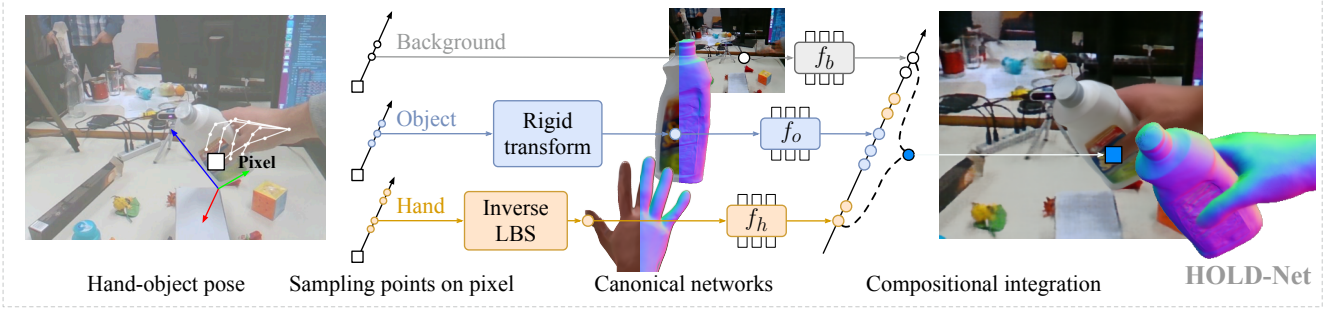 Background
f_b
Pixel
Object
Rigid
transform
f_o
Hand
Inverse
LBS
f_h
Hand-object pose
Sampling points on pixel
Canonical networks
Compositional integration
HOLD-Net